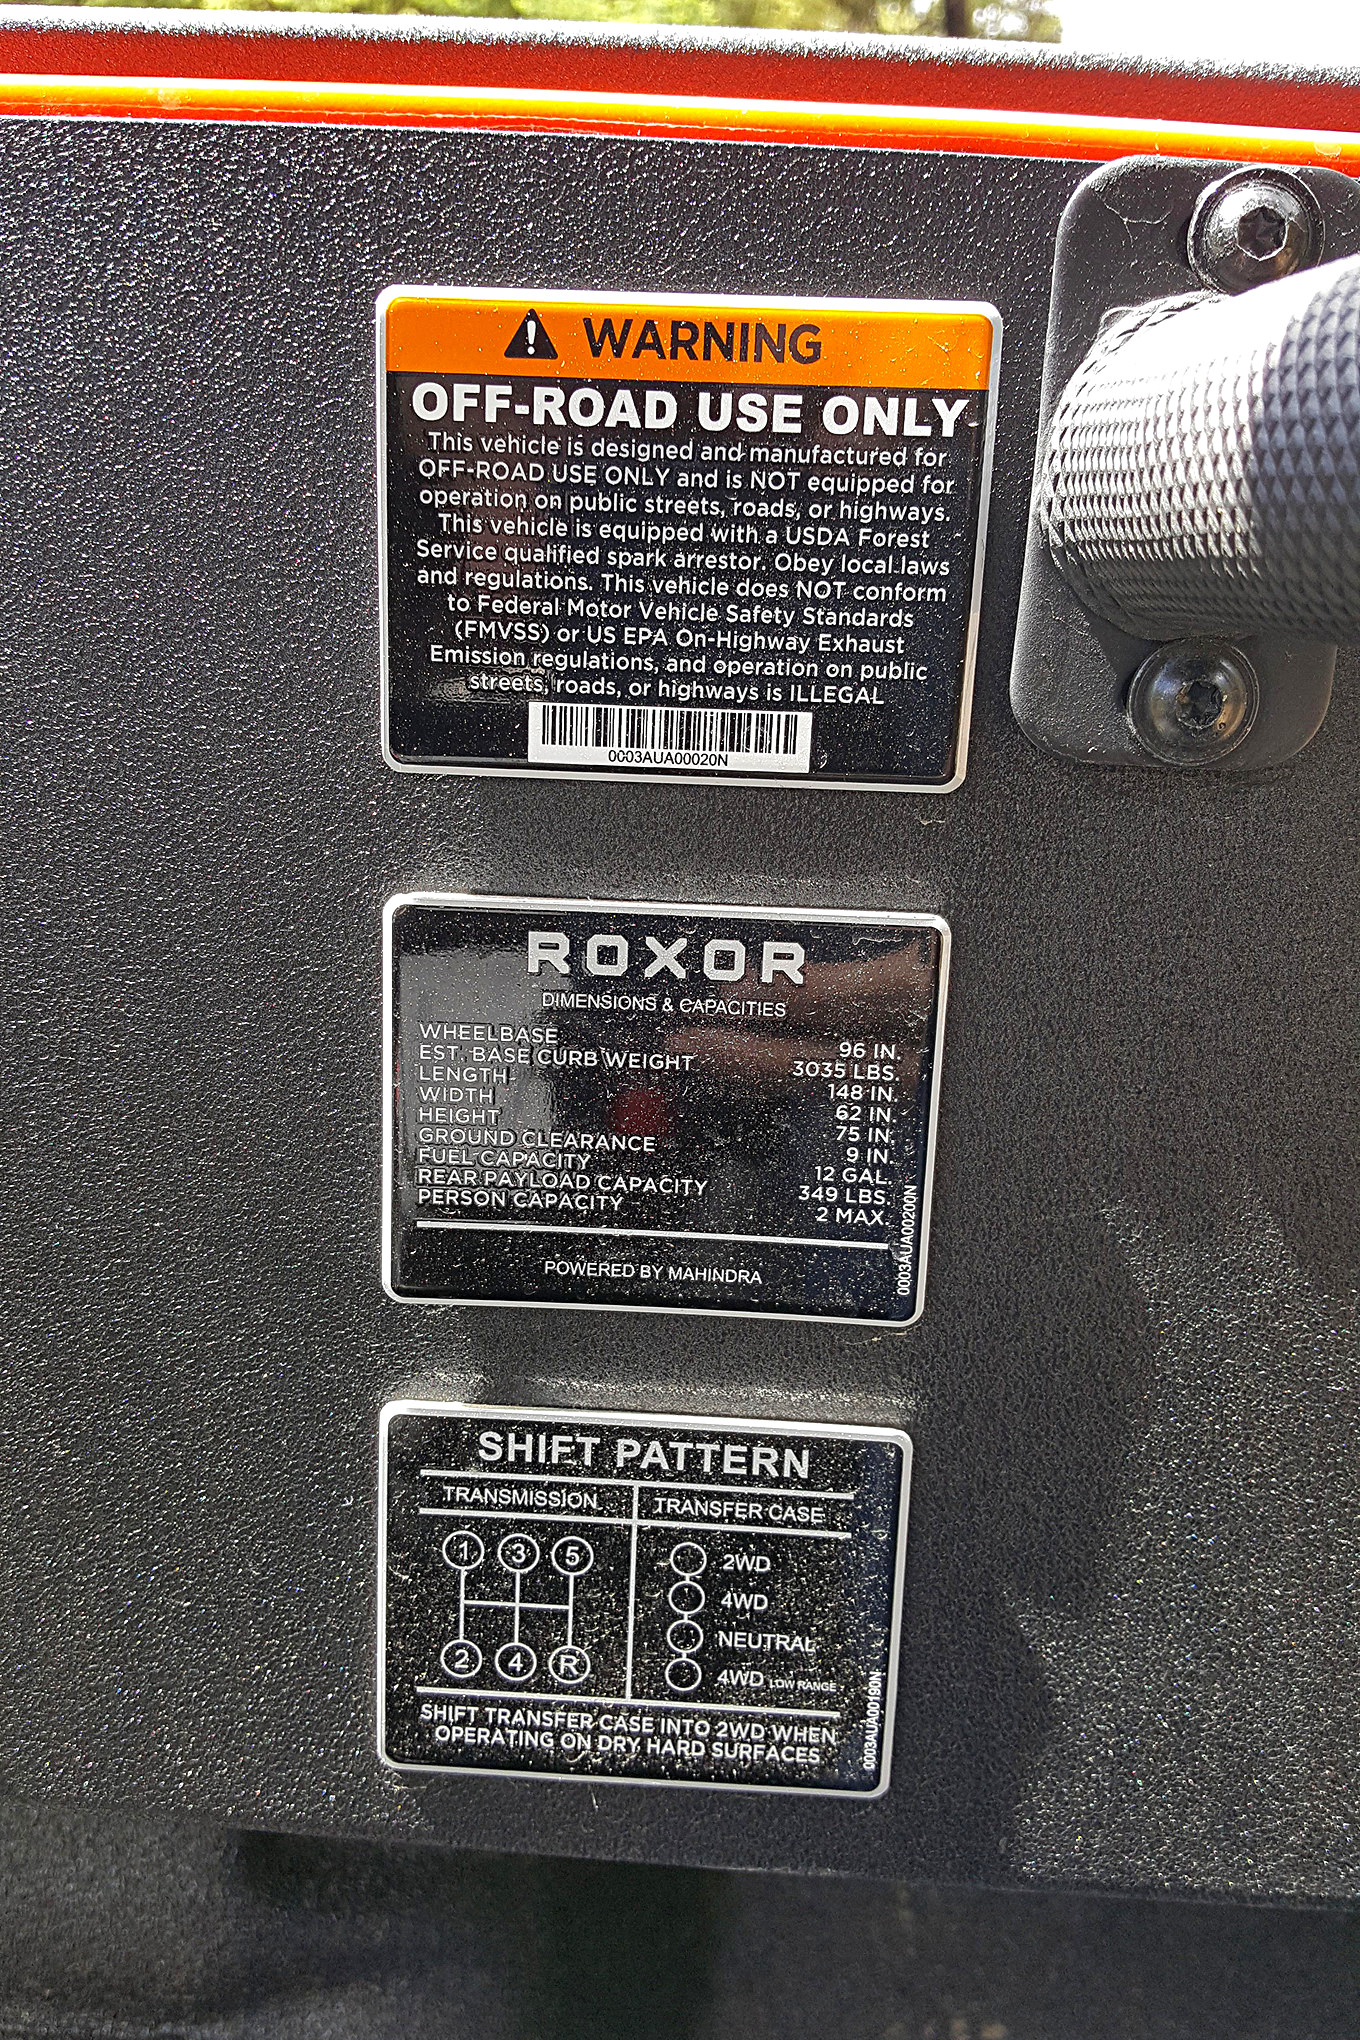 WARNING
OFF-ROAD USE ONLY
This vehicle is designed and manufactured for
OFF-ROAD USE ONLY and is NOT equipped for
operation on public streets, roads, or highways.
This vehicle is equipped with a USDA Forest
Service qualified spark arrestor. Obey local laws
and regulations. This vehicle does NOT conform
to Federal Motor Vehicle Safety Standards
(FMVSS) or US EPA On-Highway Exhaust
Emission regulations, and operation on public
streets, roads, or highways is ILLEGAL
0003AUA00020N
ROXOR
DIMENSIONS & CAPACITIES
WHEELBASE 96 IN.
EST. BASE CURB WEIGHT 3035 LBS.
LENGTH 148 IN.
WIDTH 62 IN.
HEIGHT 75 IN.
GROUND CLEARANCE 9 IN.
FUEL CAPACITY 12 GAL.
REAR PAYLOAD CAPACITY 349 LBS.
PERSON CAPACITY 2 MAX.
POWERED BY MAHINDRA
0003AUA00200N
SHIFT PATTERN
TRANSMISSION TRANSFER CASE
1 3 5
2 4 R
2WD
4WD
NEUTRAL
4WD LOW RANGE
SHIFT TRANSFER CASE INTO 2WD WHEN
OPERATING ON DRY HARD SURFACES
0003AUA00190N